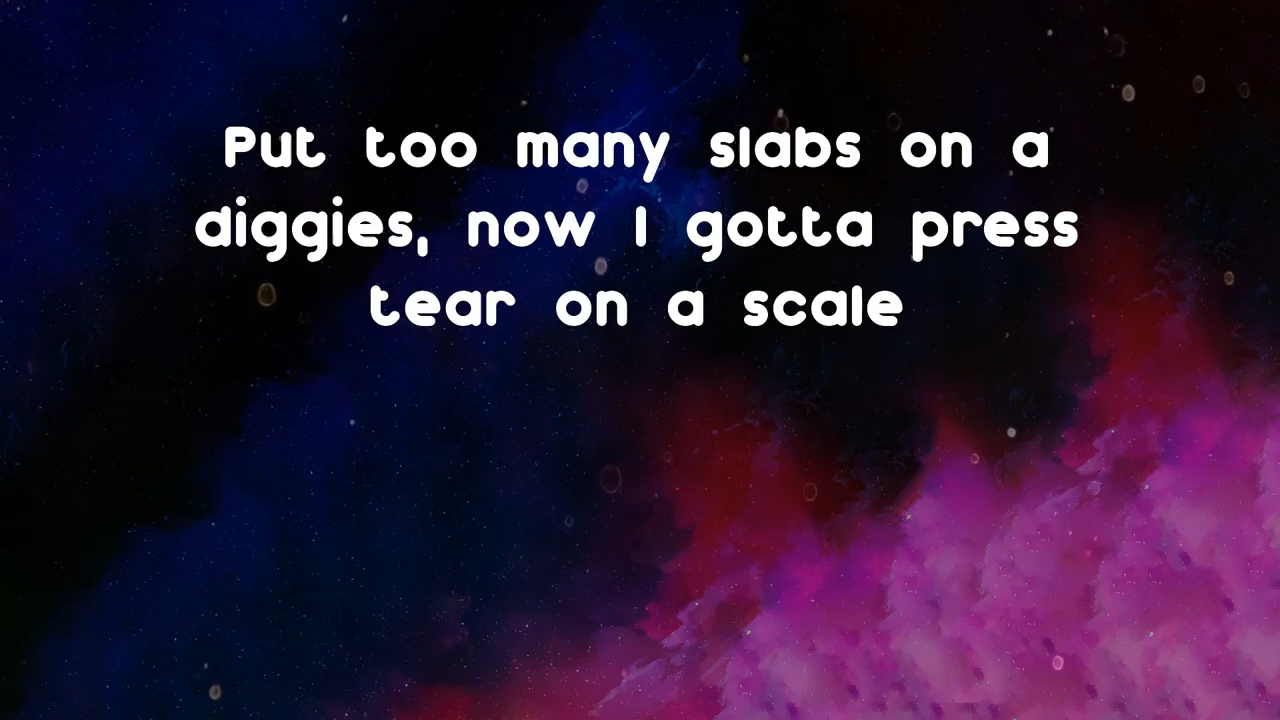 Put too many slabs on a
diggies, now I gotta press
tear on a scale